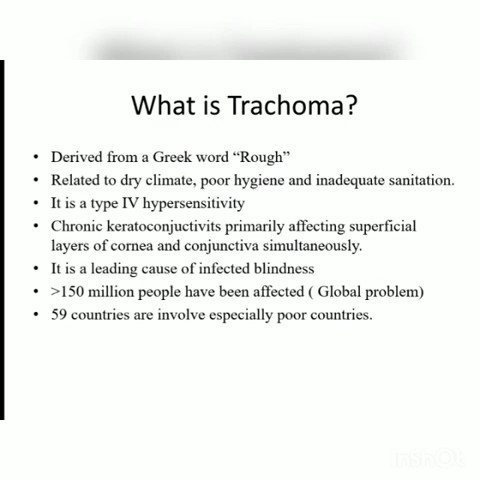 What is Trachoma?
• Derived from a Greek word “Rough”
• Related to dry climate, poor hygiene and inadequate sanitation.
• It is a type IV hypersensitivity
• Chronic keratoconjuctivits primarily affecting superficial
layers of cornea and conjunctiva simultaneously.
• It is a leading cause of infected blindness
• >150 million people have been affected ( Global problem)
• 59 countries are involve especially poor countries.